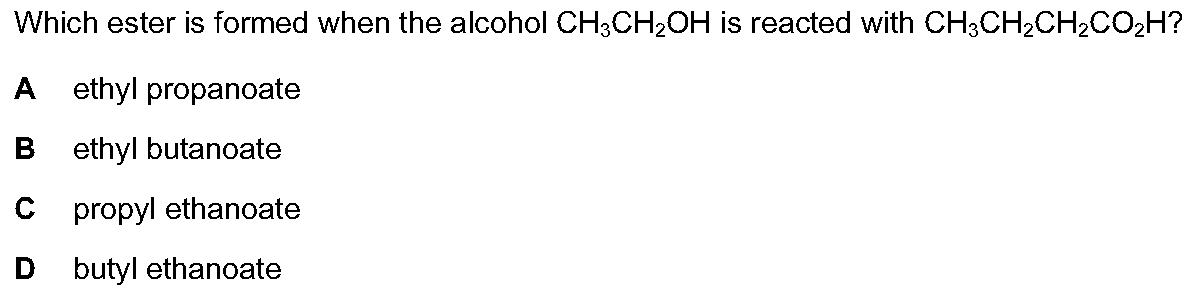 Which ester is formed when the alcohol CH₃CH₂OH is reacted with CH₃CH₂CH₂CO₂H?
A ethyl propanoate
B ethyl butanoate
C propyl ethanoate
D butyl ethanoate